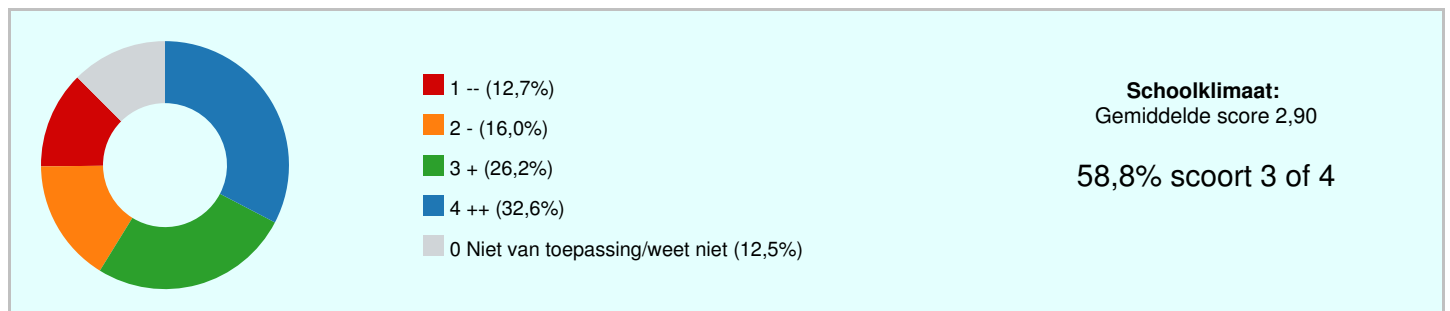 1 -- (12,7%)
2 - (16,0%)
3 + (26,2%)
4 ++ (32,6%)
0 Niet van toepassing/weet niet (12,5%)
Schoolklimaat:
Gemiddelde score 2,90
58,8% scoort 3 of 4